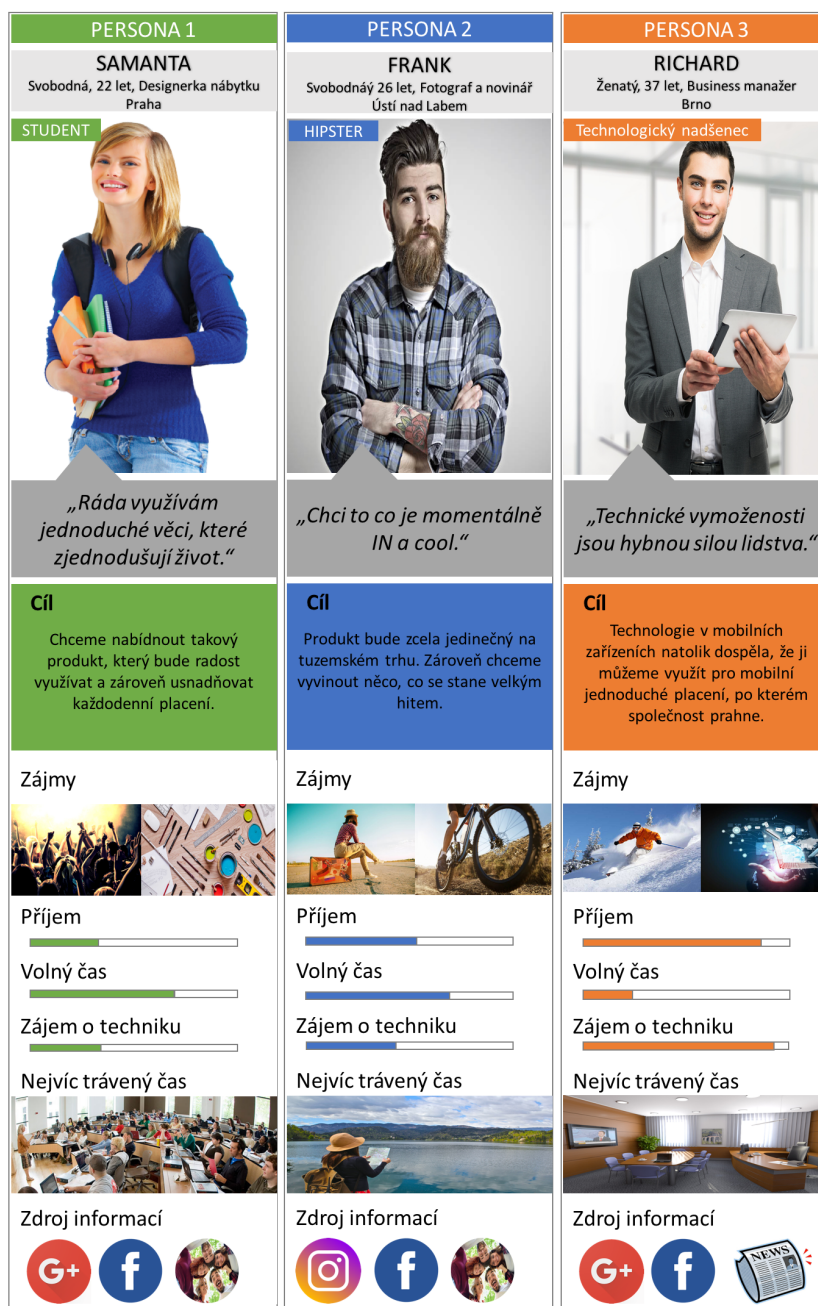 PERSONA 1
SAMANTA
Svobodná, 22 let, Designerka nábytku
Praha
STUDENT
„Ráda využívám
jednoduché věci, které
zjednodušují život.“
Cíl
Chceme nabídnout takový
produkt, který bude radost
využívat a zároveň usnadňovat
každodenní placení.
Zájmy
Příjem
Volný čas
Zájem o techniku
Nejvíc trávený čas
Zdroj informací
G+
f
PERSONA 2
FRANK
Svobodnáý 26 let, Fotograf a novinář
Ústí nad Labem
HIPSTER
„Chci to co je momentálně
IN a cool.“
Cíl
Produkt bude zcela jedinečný na
tuzemském trhu. Zároveň chceme
vyvinout něco, co se stane velkým
hitem.
Zájmy
Příjem
Volný čas
Zájem o techniku
Nejvíc trávený čas
Zdroj informací
f
PERSONA 3
RICHARD
Ženatý, 37 let, Business manažer
Brno
Technologický nadšenec
„Technické vymoženosti
jsou hybnou silou lidstva.“
Cíl
Technologie v mobilních
zařízeních natolik dospěla, že ji
můžeme využít pro mobilní
jednoduché placení, po kterém
společnost prahne.
Zájmy
Příjem
Volný čas
Zájem o techniku
Nejvíc trávený čas
Zdroj informací
G+
f
NEWS